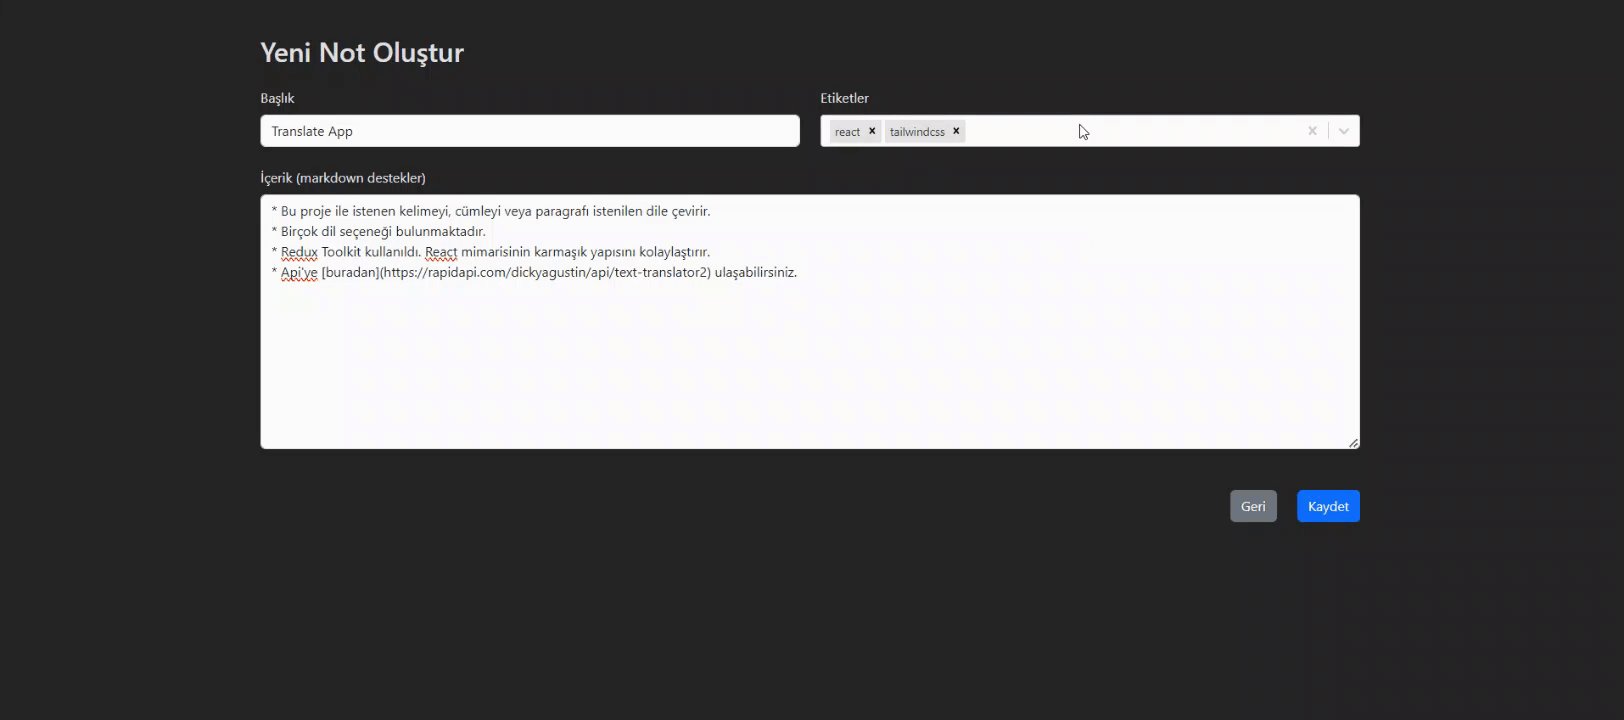 Yeni Not Oluştur
Başlık
Etiketler
Translate App
react × tailwindcss ×
İçerik (markdown destekler)
* Bu proje ile istenen kelimeyi, cümleyi veya paragrafı istenilen dile çevirir.
* Birçok dil seçeneği bulunmaktadır.
* Redux Toolkit kullanıldı. React mimarisinin karmaşık yapısını kolaylaştırır.
* Api'ye [buradan](https://rapidapi.com/dickyagustin/api/text-translator2) ulaşabilirsiniz.
Geri
Kaydet